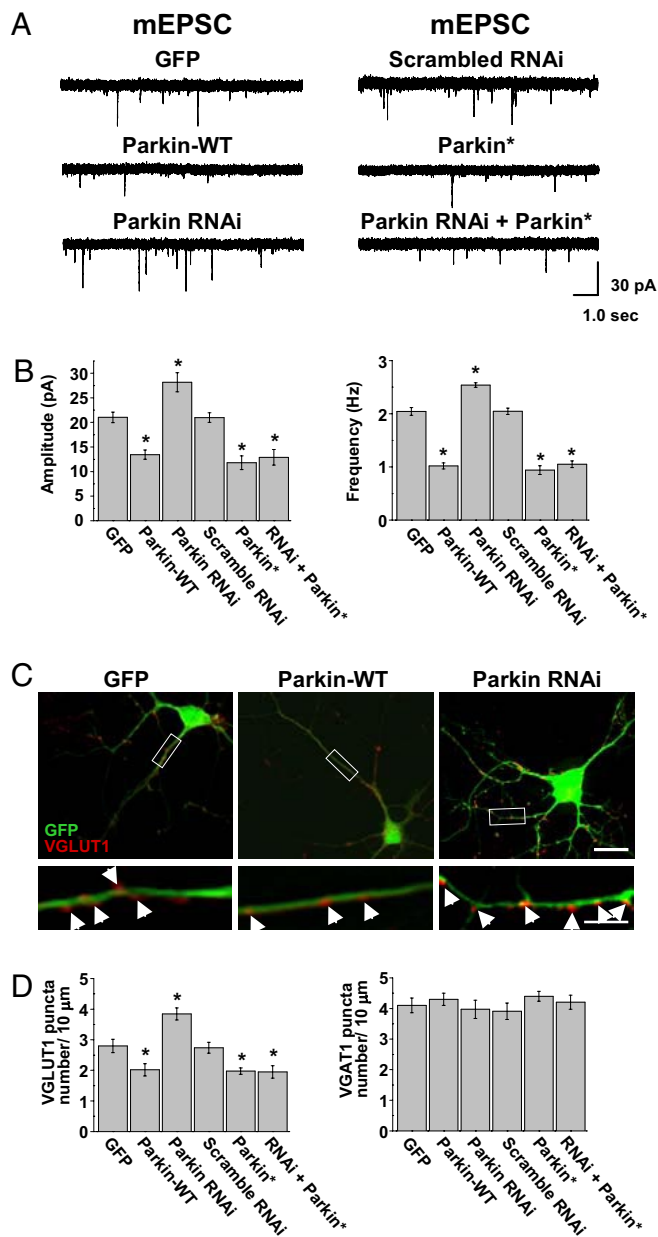 A
mEPSC
mEPSC
GFP
Scrambled RNAi
Parkin-WT
Parkin*
Parkin RNAi
Parkin RNAi + Parkin*
30 pA
1.0 sec
B
Amplitude (pA)
30
25
20
15
10
5
0
*
*
*
*
GFP
Parkin-WT
Parkin RNAi
Scramble RNAi
Parkin*
RNAi + Parkin*
Frequency (Hz)
3
2
1
0
*
*
*
*
GFP
Parkin-WT
Parkin RNAi
Scramble RNAi
Parkin*
RNAi + Parkin*
C
GFP
Parkin-WT
Parkin RNAi
GFP
VGLUT1
D
VGLUT1 puncta
number/ 10 µm
5
4
3
2
1
0
*
*
*
*
GFP
Parkin-WT
Parkin RNAi
Scramble RNAi
Parkin*
RNAi + Parkin*
VGAT1 puncta
number/ 10 µm
5
4
3
2
1
0
GFP
Parkin-WT
Parkin RNAi
Scramble RNAi
Parkin*
RNAi + Parkin*